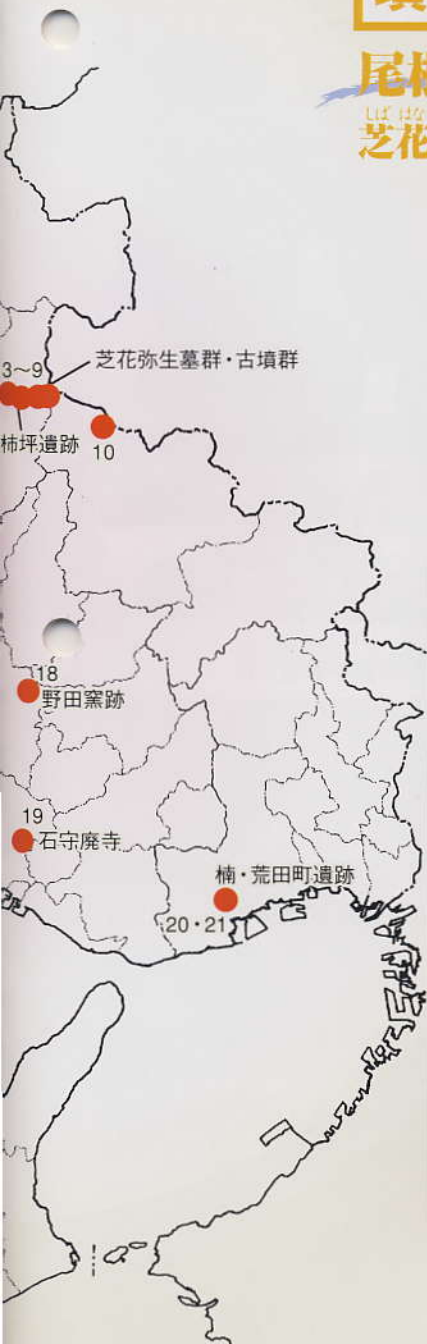 尾根
しば はな
芝花
3～9
芝花弥生墓群・古墳群
柿坪遺跡
10
18
野田窯跡
19
石守廃寺
楠・荒田町遺跡
20・21